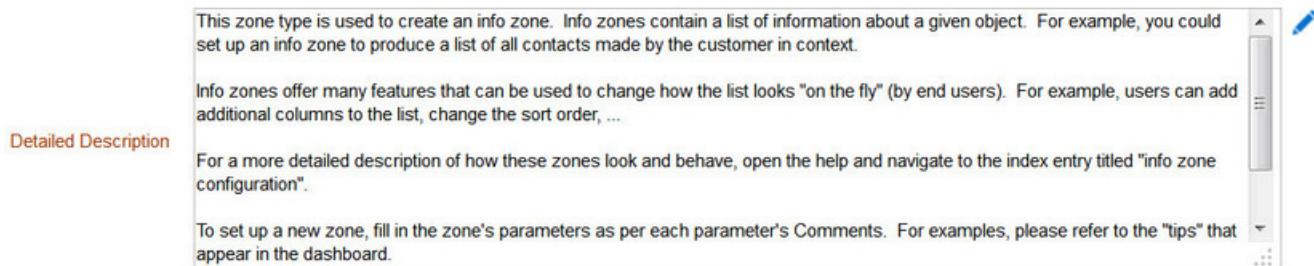 This zone type is used to create an info zone.  Info zones contain a list of information about a given object.  For example, you could
set up an info zone to produce a list of all contacts made by the customer in context.
Info zones offer many features that can be used to change how the list looks "on the fly" (by end users).  For example, users can add
additional columns to the list, change the sort order, ...
Detailed Description
For a more detailed description of how these zones look and behave, open the help and navigate to the index entry titled "info zone
configuration".
To set up a new zone, fill in the zone's parameters as per each parameter's Comments.  For examples, please refer to the "tips" that
appear in the dashboard.